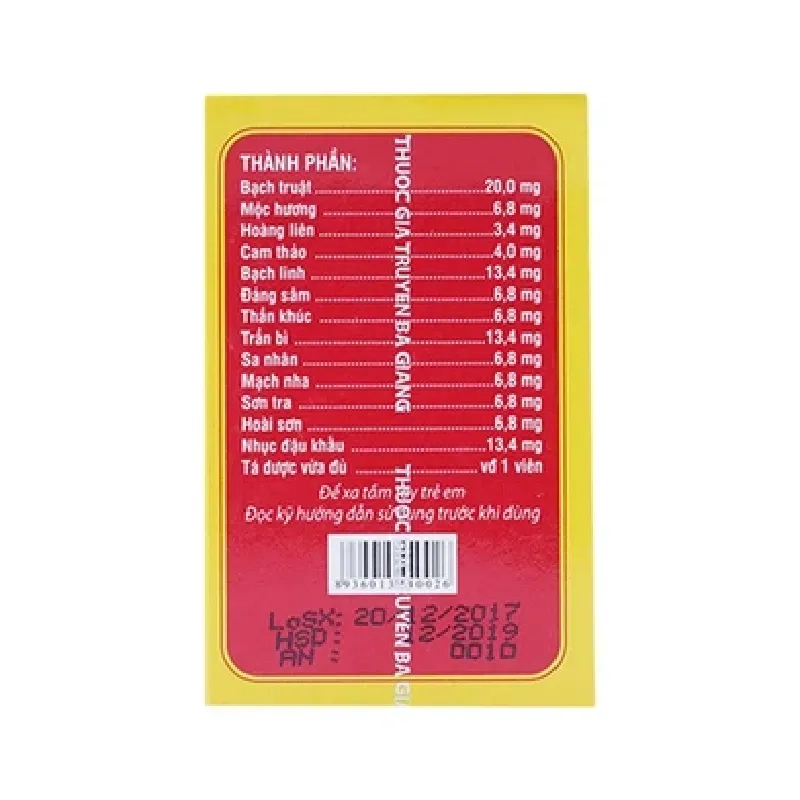 THÀNH PHẦN:
Bạch truật 20,0 mg
Mộc hương 6,8 mg
Hoàng liên 3,4 mg
Cam thảo 4,0 mg
Bạch linh 13,4 mg
Đảng sâm 6,8 mg
Thần khúc 6,8 mg
Trần bì 13,4 mg
Sa nhân 6,8 mg
Mạch nha 6,8 mg
Sơn tra 6,8 mg
Hoài sơn 6,8 mg
Nhục đậu khấu 13,4 mg
Tá dược vừa đủ vđ 1 viên
Để xa tầm trẻ em
Đọc kỹ hướng dẫn trước khi dùng
LoSX: 20/12/2017
HSD : 12/2019
AN : 0010
THUOC GIA TRUYEN BA GIANG
THUOC TRUYEN BA GIANG